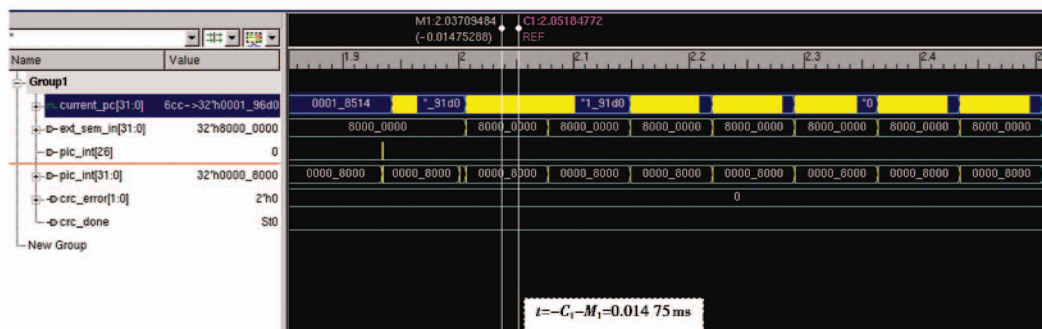 M1:2.03709484 C1:2.05184772
(-0.01475288) REF
Name Value
1.9 2 2.1 2.2 2.3 2.4
Group1
current_pc[31:0] 6cc->32'h0001_96d0 0001_8514 *_91d0 *1_91d0 *0
ext_sem_in[31:0] 32'h8000_0000 8000_0000 8000_0000 8000_0000 8000_0000 8000_0000 8000_0000 8000_0000 8000_0000
pic_int[26] 0
pic_int[31:0] 32'h0000_8000 0000_8000 0000_8000 0000_8000 0000_8000 0000_8000 0000_8000 0000_8000 0000_8000 0000_8000
crc_error[1:0] 2'h0 0
crc_done St0
New Group
t=-C₁-M₁=0.014 75 ms